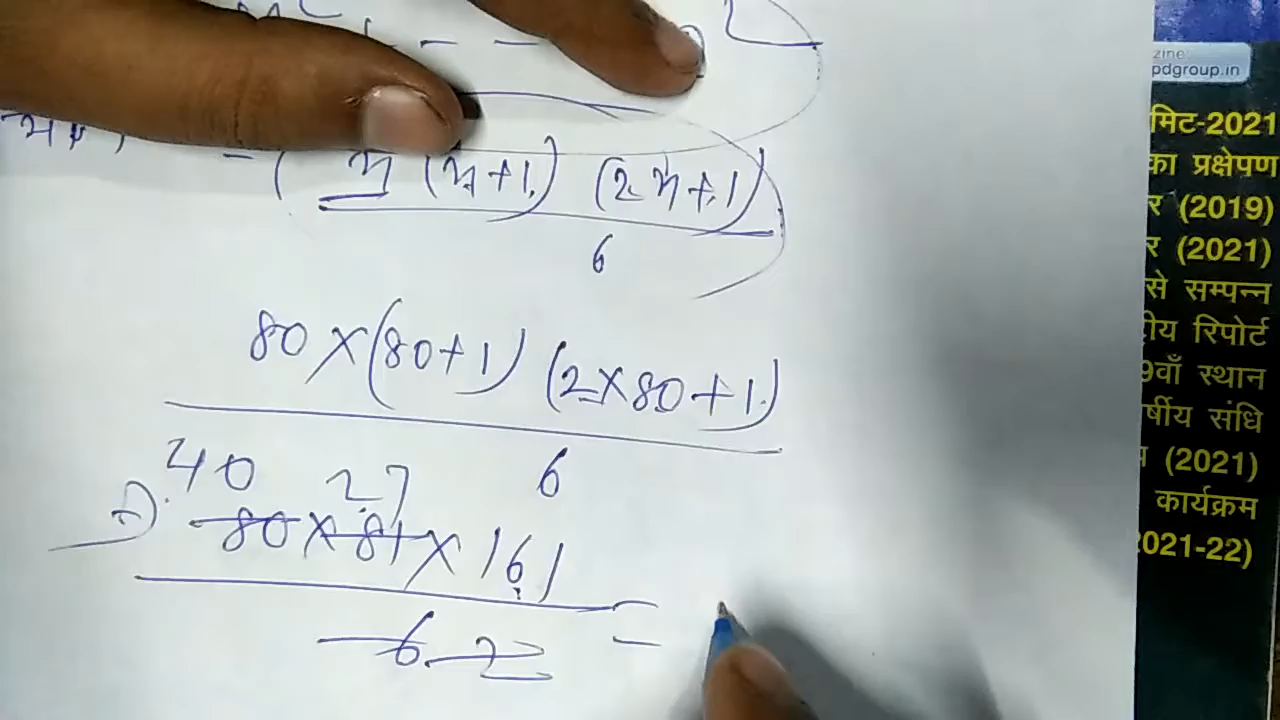 n (n+1) (2n+1)
6
80 × (80+1) (2×80+1)
6
40 27
80 × 81 × 161
6 2 =
zine:
pdgroup.in
मिट-2021
का प्रक्षेपण
र (2019)
र (2021)
से सम्पन्न
ीय रिपोर्ट
9वाँ स्थान
र्षीय संधि
(2021)
कार्यक्रम
2021-22)